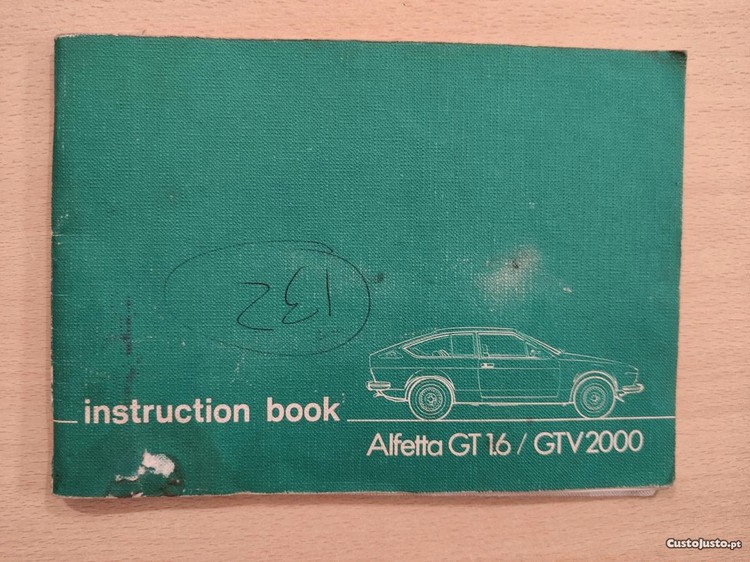 132
instruction book
Alfetta GT 1.6 / GTV 2000
CustoJusto.pt